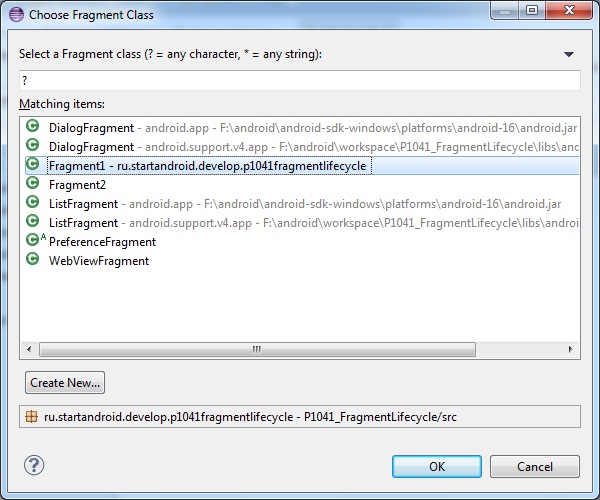 Choose Fragment Class
Select a Fragment class (? = any character, * = any string):
?
Matching items:
DialogFragment - android.app - F:\android\android-sdk-windows\platforms\android-16\android.jar
DialogFragment - android.support.v4.app - F:\android\workspace\P1041_FragmentLifecycle\libs\andro
Fragment1 - ru.startandroid.develop.p1041fragmentlifecycle
Fragment2
ListFragment - android.app - F:\android\android-sdk-windows\platforms\android-16\android.jar
ListFragment - android.support.v4.app - F:\android\workspace\P1041_FragmentLifecycle\libs\android
PreferenceFragment
WebViewFragment
Create New...
ru.startandroid.develop.p1041fragmentlifecycle - P1041_FragmentLifecycle/src
OK
Cancel